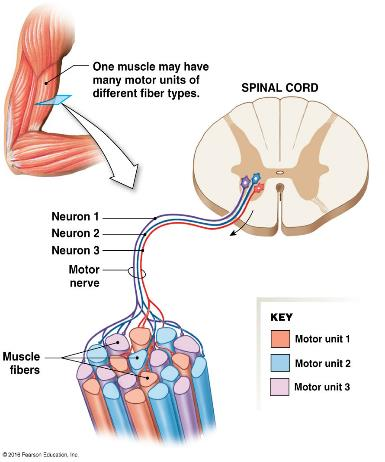 One muscle may have
many motor units of
different fiber types.
SPINAL CORD
Neuron 1
Neuron 2
Neuron 3
Motor
nerve
Muscle
fibers
KEY
Motor unit 1
Motor unit 2
Motor unit 3
© 2016 Pearson Education, Inc.